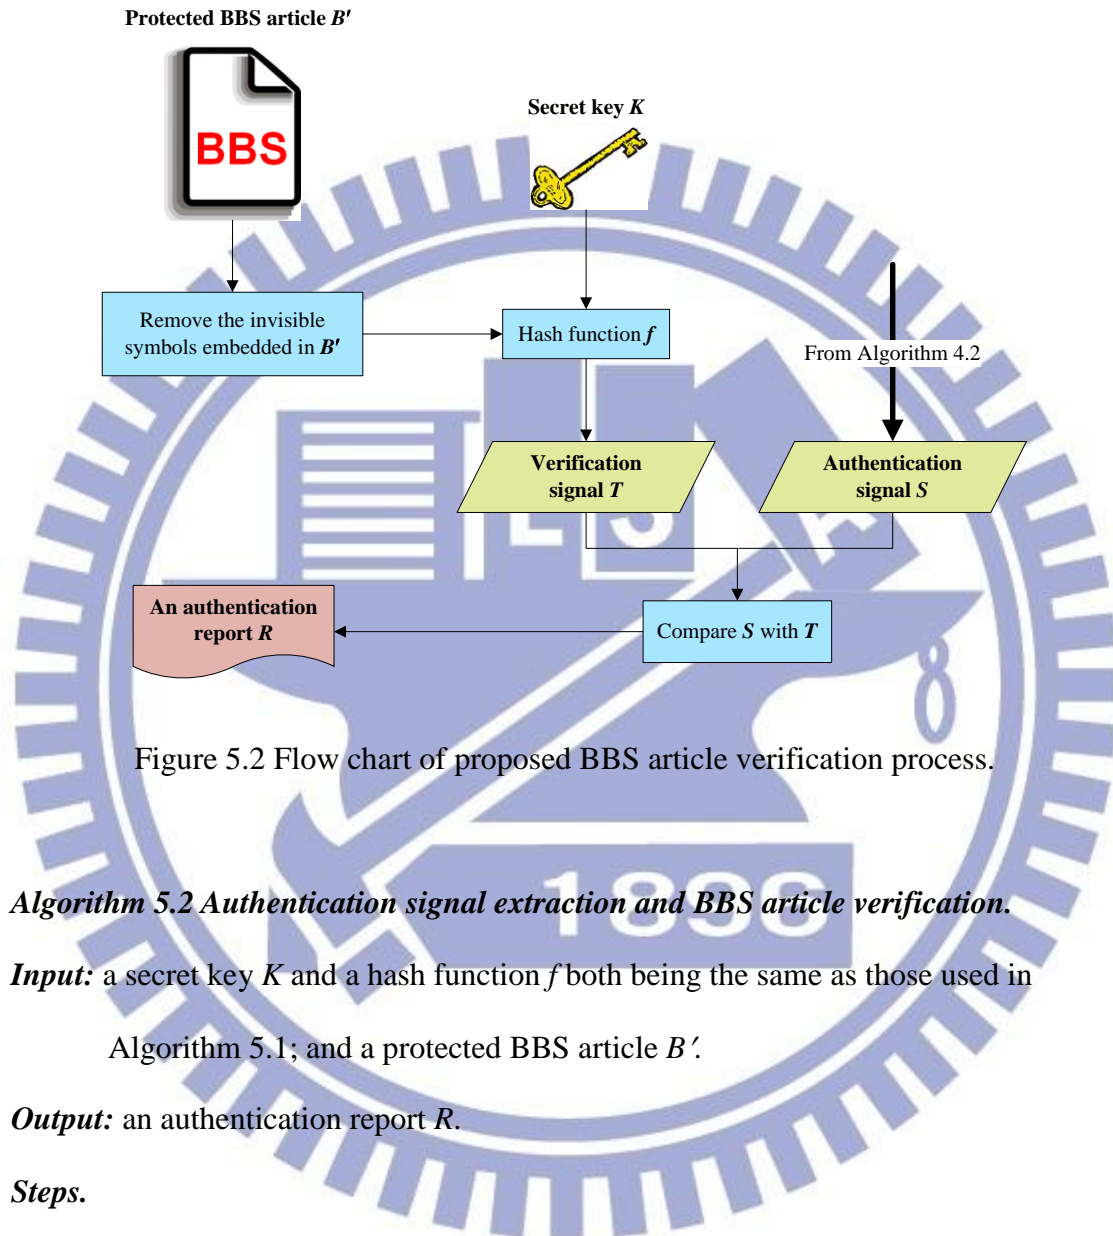 Protected BBS article B′
BBS
Secret key K
Remove the invisible
symbols embedded in B′
Hash function f
From Algorithm 4.2
Verification
signal T
Authentication
signal S
An authentication
report R
Compare S with T
Figure 5.2 Flow chart of proposed BBS article verification process.
1896
Algorithm 5.2 Authentication signal extraction and BBS article verification.
Input: a secret key K and a hash function f both being the same as those used in
Algorithm 5.1; and a protected BBS article B′.
Output: an authentication report R.
Steps.